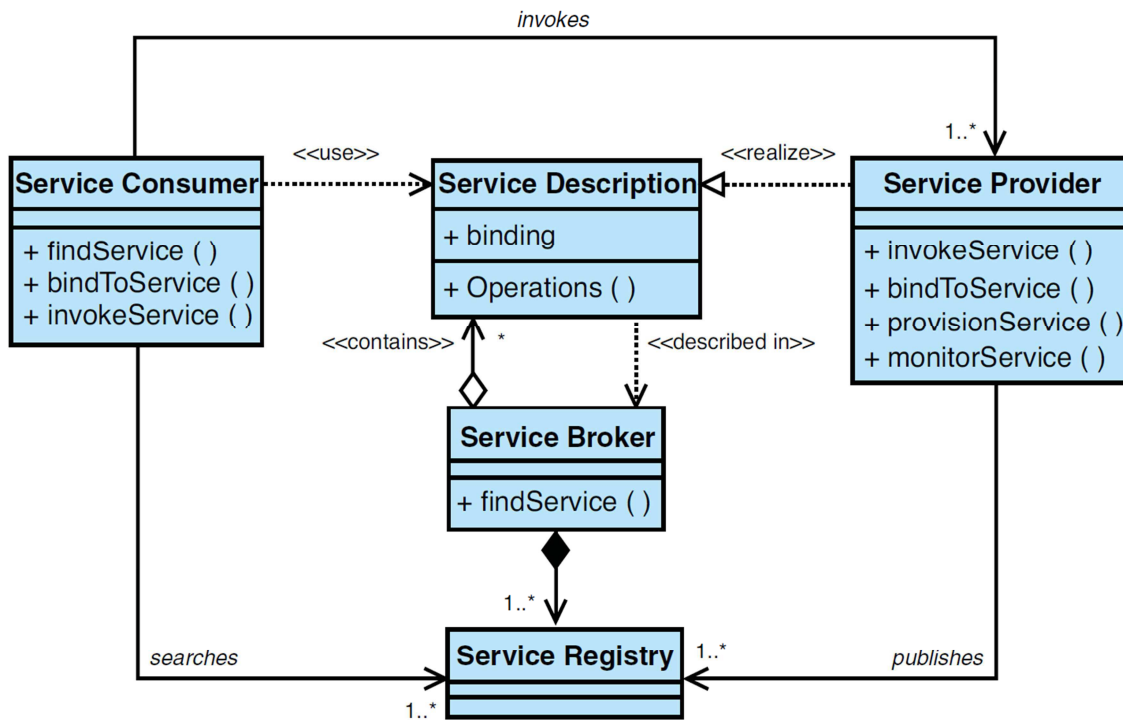 invokes
1..*
<<use>>
<<realize>>
Service Consumer
+ findService ( )
+ bindToService ( )
+ invokeService ( )
Service Description
+ binding
+ Operations ( )
Service Provider
+ invokeService ( )
+ bindToService ( )
+ provisionService ( )
+ monitorService ( )
<<contains>>
*
<<described in>>
Service Broker
+ findService ( )
1..*
searches
1..*
Service Registry
1..*
publishes